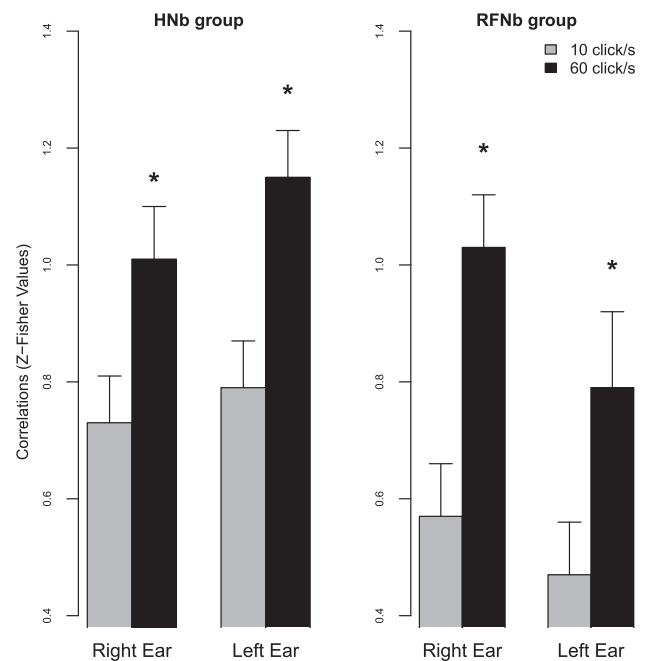 HNb group
RFNb group
10 click/s
60 click/s
Correlations (Z−Fisher Values)
1.4
1.2
1.0
0.8
0.6
0.4
*
*
Right Ear
Left Ear
1.4
1.2
1.0
0.8
0.6
0.4
*
*
Right Ear
Left Ear